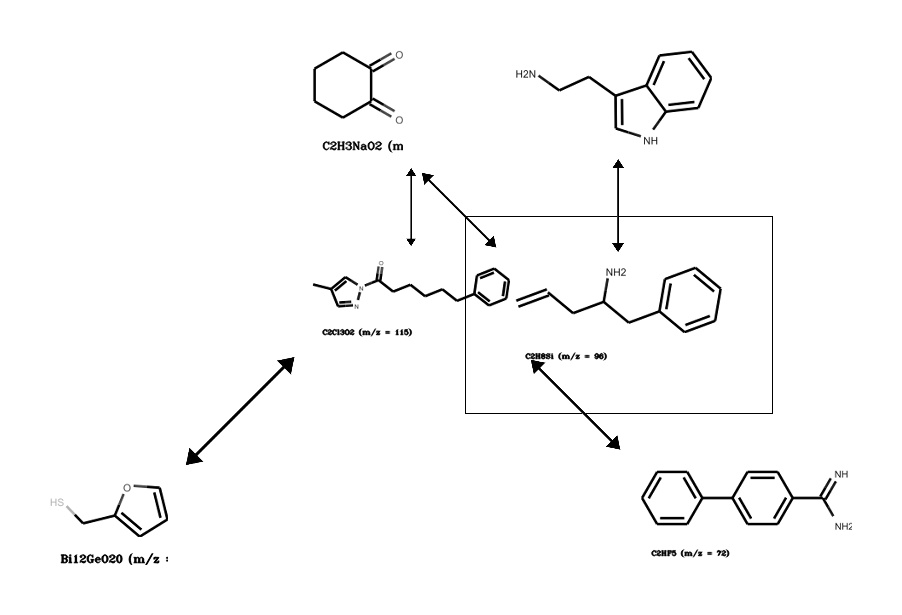 O
O
C2H3NaO2 (m
H2N
NH
O
N
N
C2Cl3O2 (m/z = 115)
NH2
C2H8Si (m/z = 96)
HS
O
Bi12GeO20 (m/z :
NH
NH2
C2HF5 (m/z = 72)